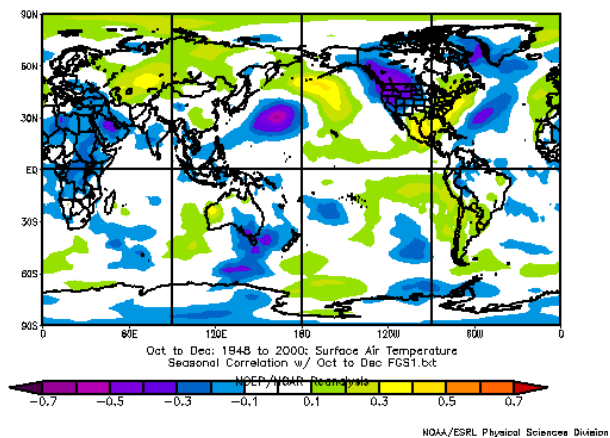 90N
60N
30N
EQ
30S
60S
90S
0 60E 120E 180 120W 60W 0
Oct to Dec: 1948 to 2000: Surface Air Temperature
Seasonal Correlation w/ Oct to Dec FGS1.txt
NCEP/NCAR Reanalysis
-0.7 -0.5 -0.3 -0.1 0.1 0.3 0.5 0.7
NOAA/ESRL Physical Sciences Division